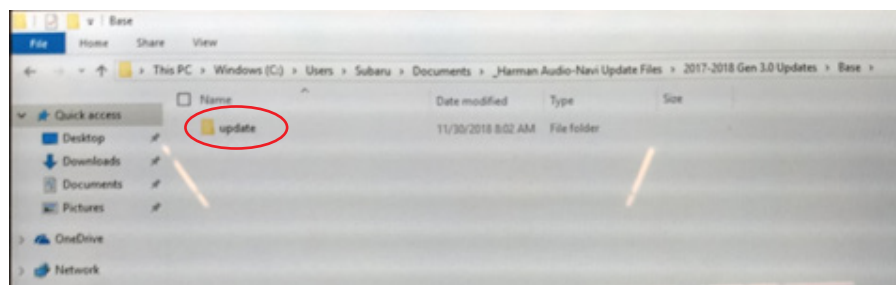 Base
File Home Share View
This PC > Windows (C:) > Users > Subaru > Documents > _Harman Audio-Navi Update Files > 2017-2018 Gen 3.0 Updates > Base >
Name Date modified Type Size
Quick access
update 11/30/2018 8:02 AM File folder
Desktop
Downloads
Documents
Pictures
OneDrive
Network